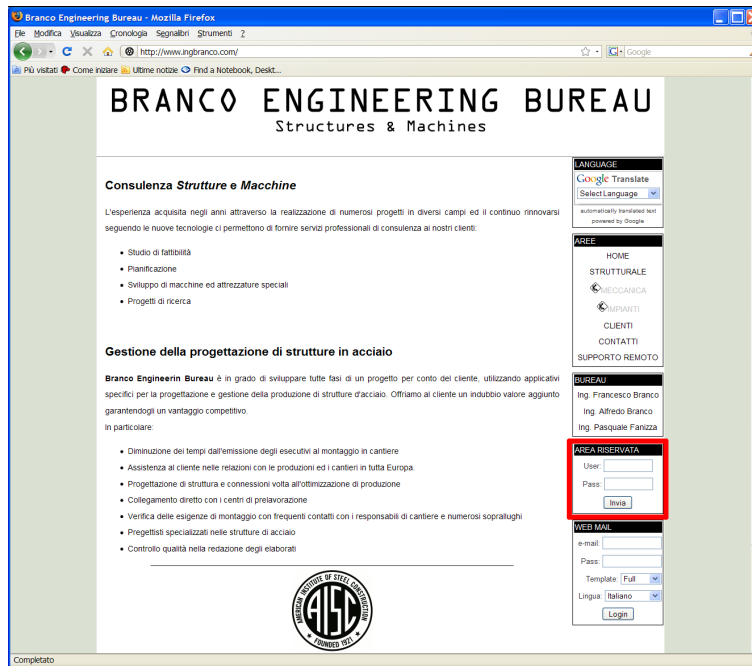 Branco Engineering Bureau - Mozilla Firefox
File Modifica Visualizza Cronologia Segnalibri Strumenti ?
http://www.ingbranco.com/
Google
Più visitati Come iniziare Ultime notizie Find a Notebook, Deskt...
BRANCO ENGINEERING BUREAU
Structures & Machines
Consulenza Strutture e Macchine
L'esperienza acquisita negli anni attraverso la realizzazione di numerosi progetti in diversi campi ed il continuo rinnovarsi
seguendo le nuove tecnologie ci permettono di fornire servizi professionali di consulenza ai nostri clienti:
Studio di fattibilità
Pianificazione
Sviluppo di macchine ed attrezzature speciali
Progetti di ricerca
Gestione della progettazione di strutture in acciaio
Branco Engineerin Bureau è in grado di sviluppare tutte fasi di un progetto per conto del cliente, utilizzando applicativi
specifici per la progettazione e gestione della produzione di strutture d'acciaio. Offriamo al cliente un indubbio valore aggiunto
garantendogli un vantaggio competitivo.
In particolare:
Diminuzione dei tempi dall'emissione degli esecutivi al montaggio in cantiere
Assistenza al cliente nelle relazioni con le produzioni ed i cantieri in tutta Europa.
Progettazione di struttura e connessioni volta all'ottimizzazione di produzione
Collegamento diretto con i centri di prelavorazione
Verifica delle esigenze di montaggio con frequenti contatti con i responsabili di cantiere e numerosi soprallughi
Pregettisti specializzati nelle strutture di acciaio
Controllo qualità nella redazione degli elaborati
AMERICAN INSTITUTE OF STEEL CONSTRUCTION
AISC
FOUNDED 1921
LANGUAGE
Google Translate
Select Language
automatically translated text
powered by Google
AREE
HOME
STRUTTURALE
MECCANICA
IMPIANTI
CLIENTI
CONTATTI
SUPPORTO REMOTO
BUREAU
Ing. Francesco Branco
Ing. Alfredo Branco
Ing. Pasquale Fanizza
AREA RISERVATA
User:
Pass:
Invia
WEB MAIL
e-mail:
Pass:
Template: Full
Lingua: Italiano
Login
Completato